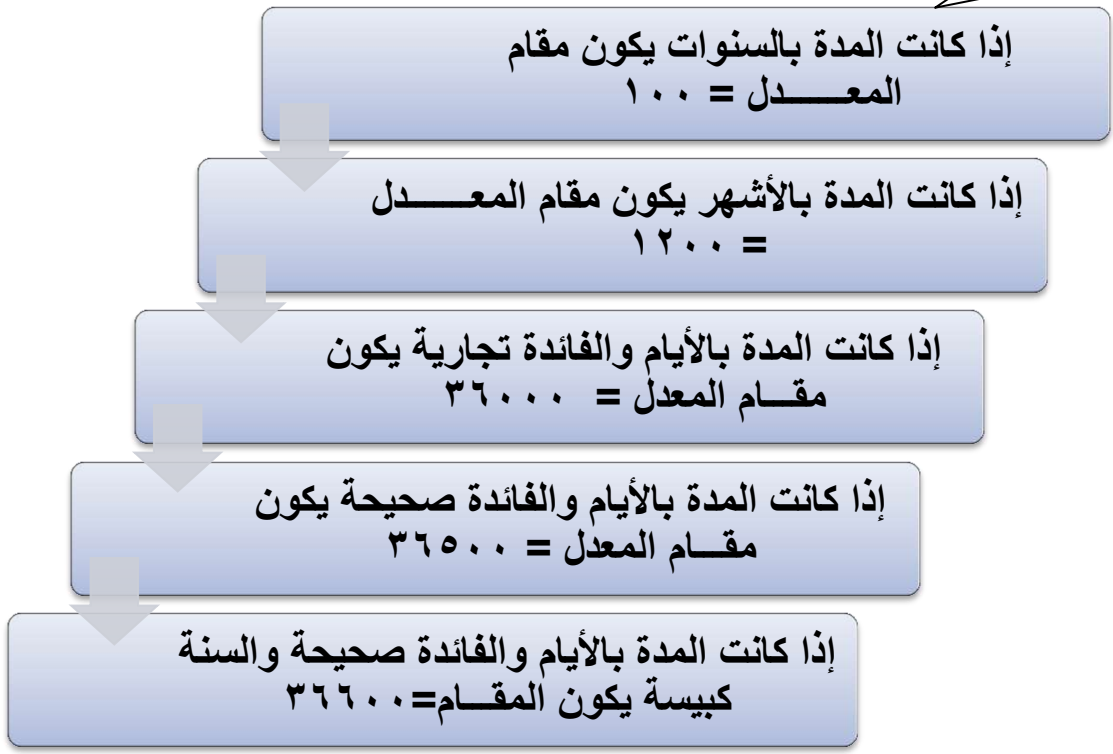 إذا كانت المدة بالسنوات يكون مقام
المعـــــدل = ١٠٠
إذا كانت المدة بالأشهر يكون مقام المعـــــدل
= ١٢٠٠
إذا كانت المدة بالأيام والفائدة تجارية يكون
مقـــام المعدل = ٣٦٠٠٠
إذا كانت المدة بالأيام والفائدة صحيحة يكون
مقـــام المعدل = ٣٦٥٠٠
إذا كانت المدة بالأيام والفائدة صحيحة والسنة
كبيسة يكون المقـــام=٣٦٦٠٠